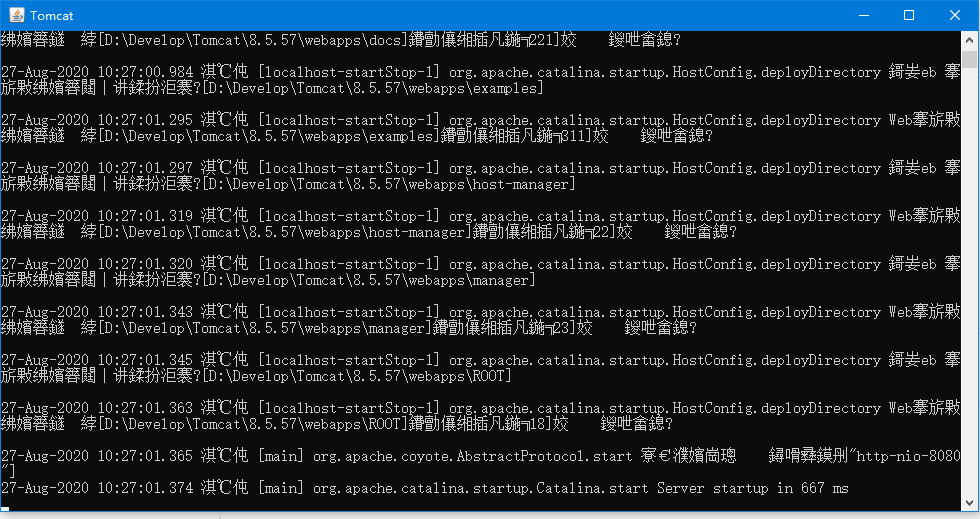 Tomcat
绋嬪簭鐩綍[D:\Develop\Tomcat\8.5.57\webapps\docs]鐨勯儴缃插凡鍦╗221]姣鍐呭畬鎴?
27-Aug-2020 10:27:00.984 淇℃伅 [localhost-startStop-1] org.apache.catalina.startup.HostConfig.deployDirectory 鎶妛eb 搴
旂敤绋嬪簭閮ㄧ讲鍒扮洰褰?[D:\Develop\Tomcat\8.5.57\webapps\examples]
27-Aug-2020 10:27:01.295 淇℃伅 [localhost-startStop-1] org.apache.catalina.startup.HostConfig.deployDirectory Web搴旂敤
绋嬪簭鐩綍[D:\Develop\Tomcat\8.5.57\webapps\examples]鐨勯儴缃插凡鍦╗311]姣鍐呭畬鎴?
27-Aug-2020 10:27:01.297 淇℃伅 [localhost-startStop-1] org.apache.catalina.startup.HostConfig.deployDirectory 鎶妛eb 搴
旂敤绋嬪簭閮ㄧ讲鍒扮洰褰?[D:\Develop\Tomcat\8.5.57\webapps\host-manager]
27-Aug-2020 10:27:01.319 淇℃伅 [localhost-startStop-1] org.apache.catalina.startup.HostConfig.deployDirectory Web搴旂敤
绋嬪簭鐩綍[D:\Develop\Tomcat\8.5.57\webapps\host-manager]鐨勯儴缃插凡鍦╗22]姣鍐呭畬鎴?
27-Aug-2020 10:27:01.320 淇℃伅 [localhost-startStop-1] org.apache.catalina.startup.HostConfig.deployDirectory 鎶妛eb 搴
旂敤绋嬪簭閮ㄧ讲鍒扮洰褰?[D:\Develop\Tomcat\8.5.57\webapps\manager]
27-Aug-2020 10:27:01.343 淇℃伅 [localhost-startStop-1] org.apache.catalina.startup.HostConfig.deployDirectory Web搴旂敤
绋嬪簭鐩綍[D:\Develop\Tomcat\8.5.57\webapps\manager]鐨勯儴缃插凡鍦╗23]姣鍐呭畬鎴?
27-Aug-2020 10:27:01.345 淇℃伅 [localhost-startStop-1] org.apache.catalina.startup.HostConfig.deployDirectory 鎶妛eb 搴
旂敤绋嬪簭閮ㄧ讲鍒扮洰褰?[D:\Develop\Tomcat\8.5.57\webapps\ROOT]
27-Aug-2020 10:27:01.363 淇℃伅 [localhost-startStop-1] org.apache.catalina.startup.HostConfig.deployDirectory Web搴旂敤
绋嬪簭鐩綍[D:\Develop\Tomcat\8.5.57\webapps\ROOT]鐨勯儴缃插凡鍦╗18]姣鍐呭畬鎴?
27-Aug-2020 10:27:01.365 淇℃伅 [main] org.apache.coyote.AbstractProtocol.start 寮€濮嬪崗璁鐞嗗彞鏌刐"http-nio-8080
"]
27-Aug-2020 10:27:01.374 淇℃伅 [main] org.apache.catalina.startup.Catalina.start Server startup in 667 ms